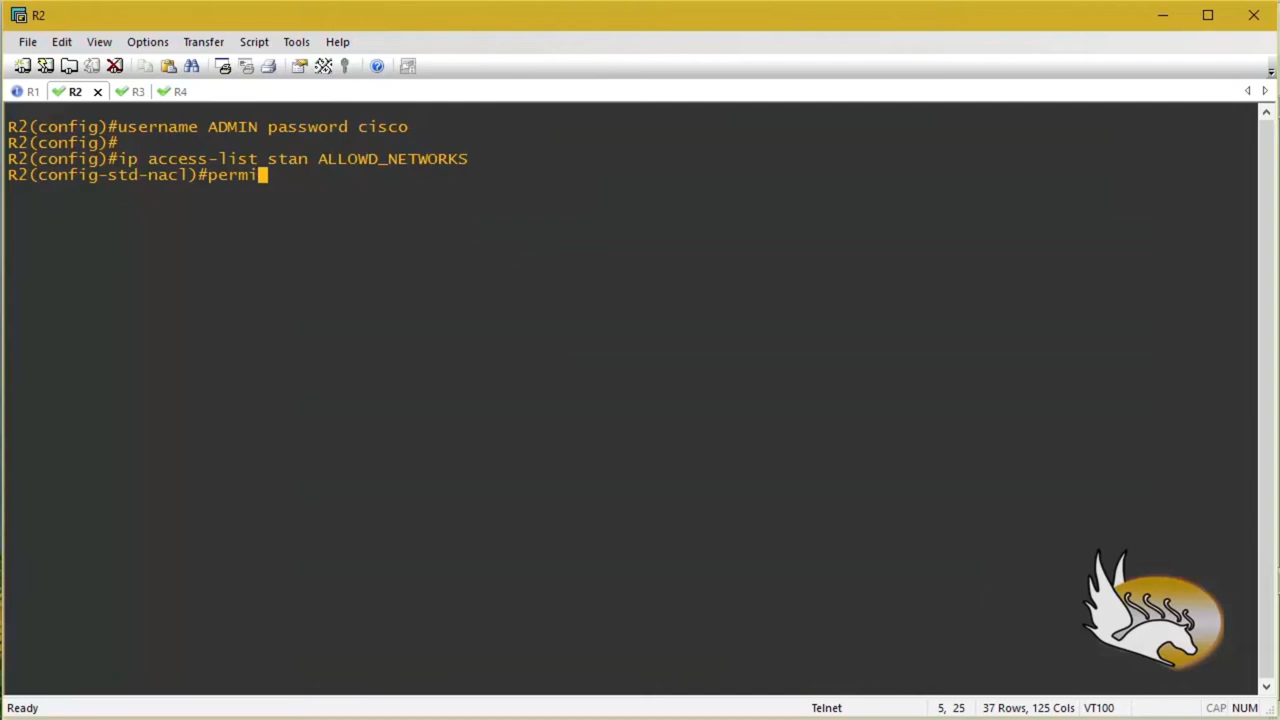 R2
File Edit View Options Transfer Script Tools Help
R1 R2 R3 R4
R2(config)#username ADMIN password cisco
R2(config)#
R2(config)#ip access-list stan ALLOWD_NETWORKS
R2(config-std-nacl)#permi
Ready Telnet 5, 25 37 Rows, 125 Cols VT100 CAP NUM